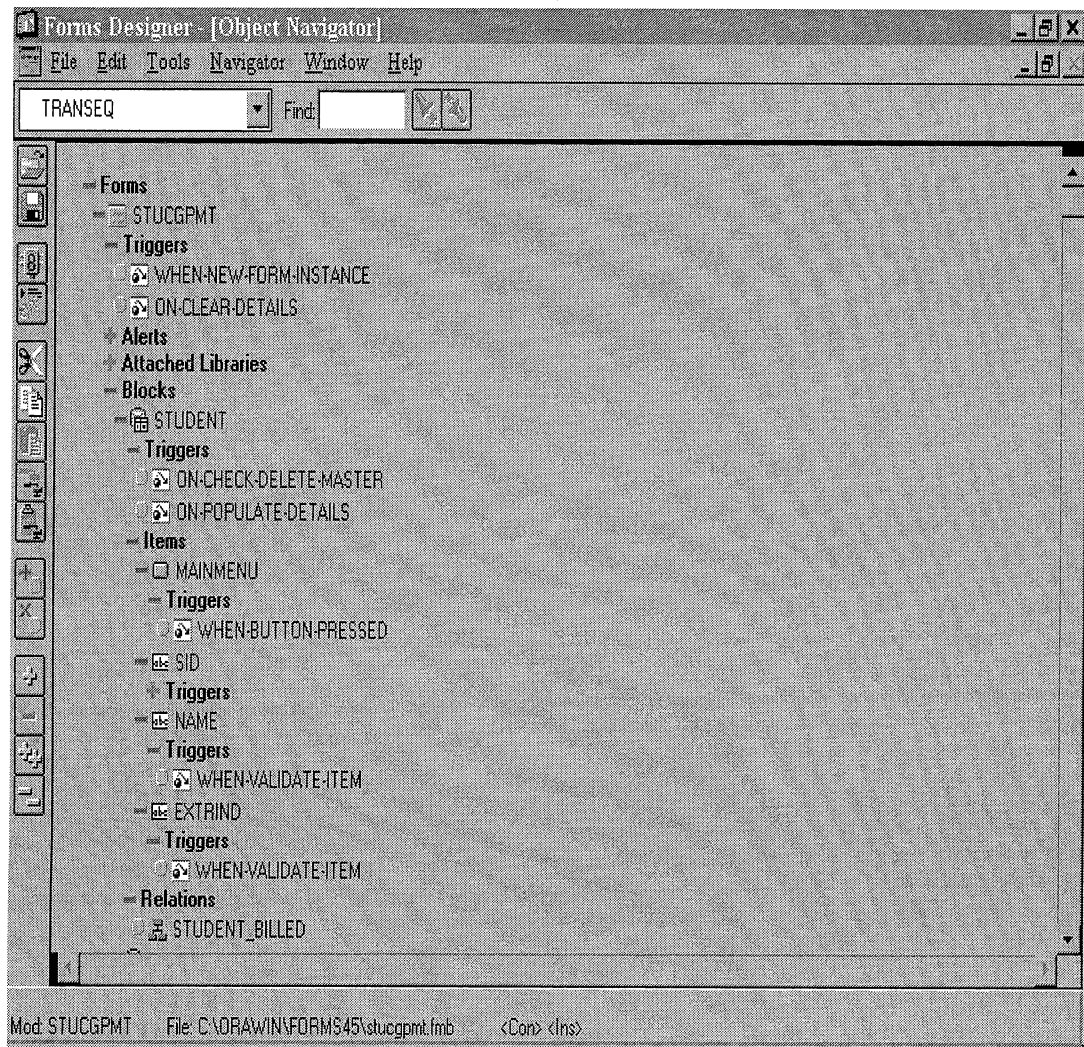 Forms Designer - [Object Navigator]
File Edit Tools Navigator Window Help
TRANSEQ Find:
Forms
STUCGPMT
Triggers
WHEN-NEW-FORM-INSTANCE
ON-CLEAR-DETAILS
Alerts
Attached Libraries
Blocks
STUDENT
Triggers
ON-CHECK-DELETE-MASTER
ON-POPULATE-DETAILS
Items
MAINMENU
Triggers
WHEN-BUTTON-PRESSED
abc SID
Triggers
abc NAME
Triggers
WHEN-VALIDATE-ITEM
abc EXTRIND
Triggers
WHEN-VALIDATE-ITEM
Relations
STUDENT_BILLED
Mod: STUCGPMT File: C:\ORAWIN\FORMS45\stucgpmt.fmb <Con> <Ins>